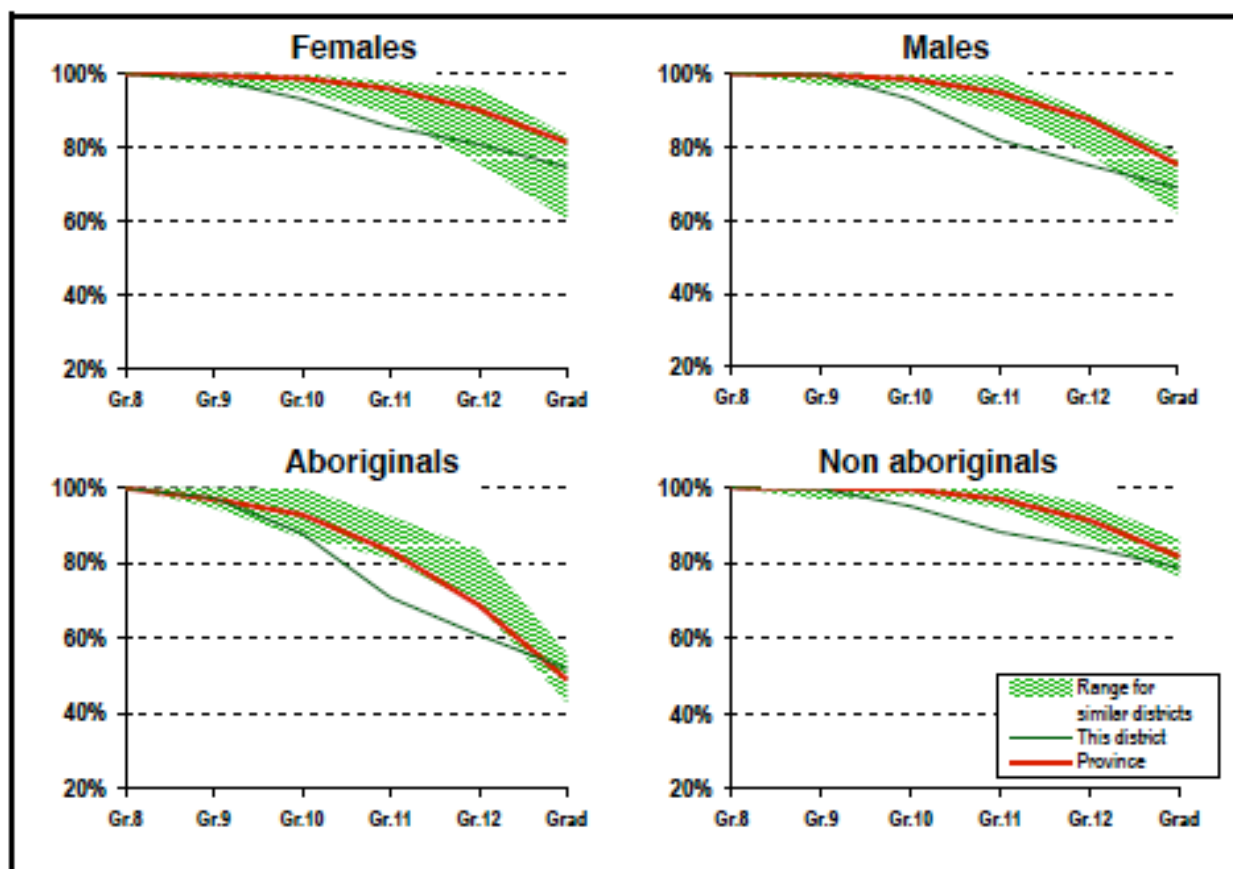 Females
100%
80%
60%
40%
20%
Gr.8 Gr.9 Gr.10 Gr.11 Gr.12 Grad
Males
100%
80%
60%
40%
20%
Gr.8 Gr.9 Gr.10 Gr.11 Gr.12 Grad
Aboriginals
100%
80%
60%
40%
20%
Gr.8 Gr.9 Gr.10 Gr.11 Gr.12 Grad
Non aboriginals
100%
80%
60%
40%
20%
Gr.8 Gr.9 Gr.10 Gr.11 Gr.12 Grad
Range for
similar districts
This district
Province